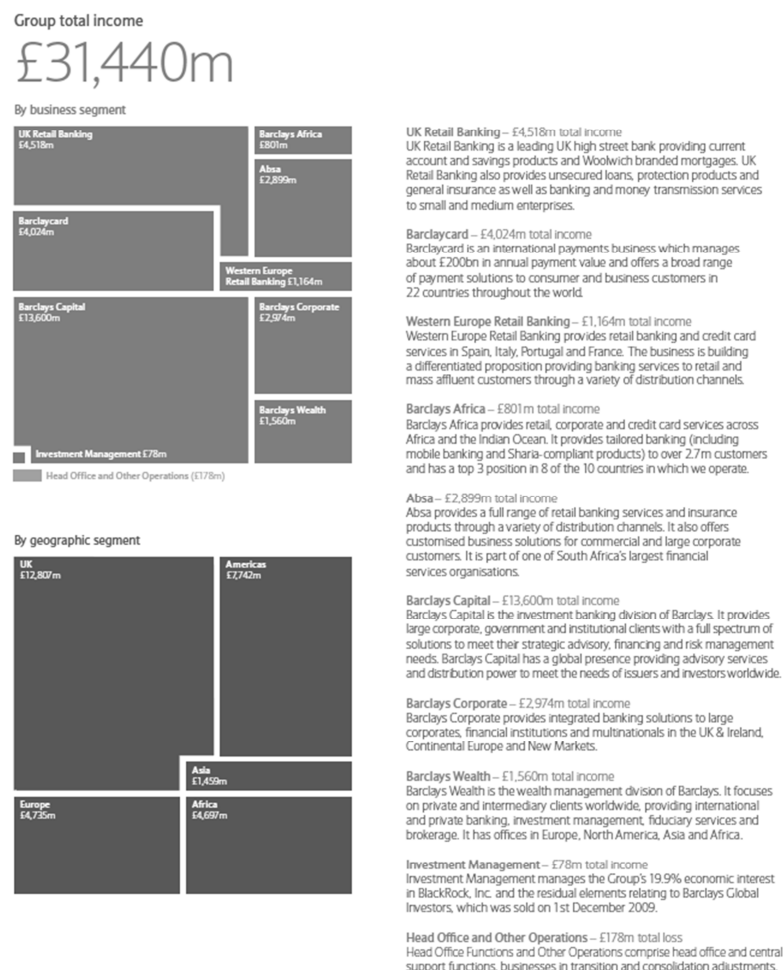 Group total income
£31,440m
By business segment
UK Retail Banking
£4,518m
Barclays Africa
£801m
Absa
£2,899m
Barclaycard
£4,024m
Western Europe
Retail Banking £1,164m
Barclays Capital
£13,600m
Barclays Corporate
£2,974m
Barclays Wealth
£1,560m
Investment Management £78m
Head Office and Other Operations (£178m)
By geographic segment
UK
£12,807m
Americas
£7,742m
Asia
£1,459m
Europe
£4,735m
Africa
£4,697m
UK Retail Banking – £4,518m total income
UK Retail Banking is a leading UK high street bank providing current
account and savings products and Woolwich branded mortgages. UK
Retail Banking also provides unsecured loans, protection products and
general insurance as well as banking and money transmission services
to small and medium enterprises.
Barclaycard – £4,024m total income
Barclaycard is an international payments business which manages
about £200bn in annual payment value and offers a broad range
of payment solutions to consumer and business customers in
22 countries throughout the world.
Western Europe Retail Banking – £1,164m total income
Western Europe Retail Banking provides retail banking and credit card
services in Spain, Italy, Portugal and France. The business is building
a differentiated proposition providing banking services to retail and
mass affluent customers through a variety of distribution channels.
Barclays Africa – £801m total income
Barclays Africa provides retail, corporate and credit card services across
Africa and the Indian Ocean. It provides tailored banking (including
mobile banking and Sharia-compliant products) to over 2.7m customers
and has a top 3 position in 8 of the 10 countries in which we operate.
Absa – £2,899m total income
Absa provides a full range of retail banking services and insurance
products through a variety of distribution channels. It also offers
customised business solutions for commercial and large corporate
customers. It is part of one of South Africa's largest financial
services organisations.
Barclays Capital – £13,600m total income
Barclays Capital is the investment banking division of Barclays. It provides
large corporate, government and institutional clients with a full spectrum of
solutions to meet their strategic advisory, financing and risk management
needs. Barclays Capital has a global presence providing advisory services
and distribution power to meet the needs of issuers and investors worldwide.
Barclays Corporate – £2,974m total income
Barclays Corporate provides integrated banking solutions to large
corporates, financial institutions and multinationals in the UK & Ireland,
Continental Europe and New Markets.
Barclays Wealth – £1,560m total income
Barclays Wealth is the wealth management division of Barclays. It focuses
on private and intermediary clients worldwide, providing international
and private banking, investment management, fiduciary services and
brokerage. It has offices in Europe, North America, Asia and Africa.
Investment Management – £78m total income
Investment Management manages the Group's 19.9% economic interest
in BlackRock, Inc. and the residual elements relating to Barclays Global
Investors, which was sold on 1st December 2009.
Head Office and Other Operations – £178m total loss
Head Office Functions and Other Operations comprise head office and central
support functions, businesses in transition and consolidation adjustments.